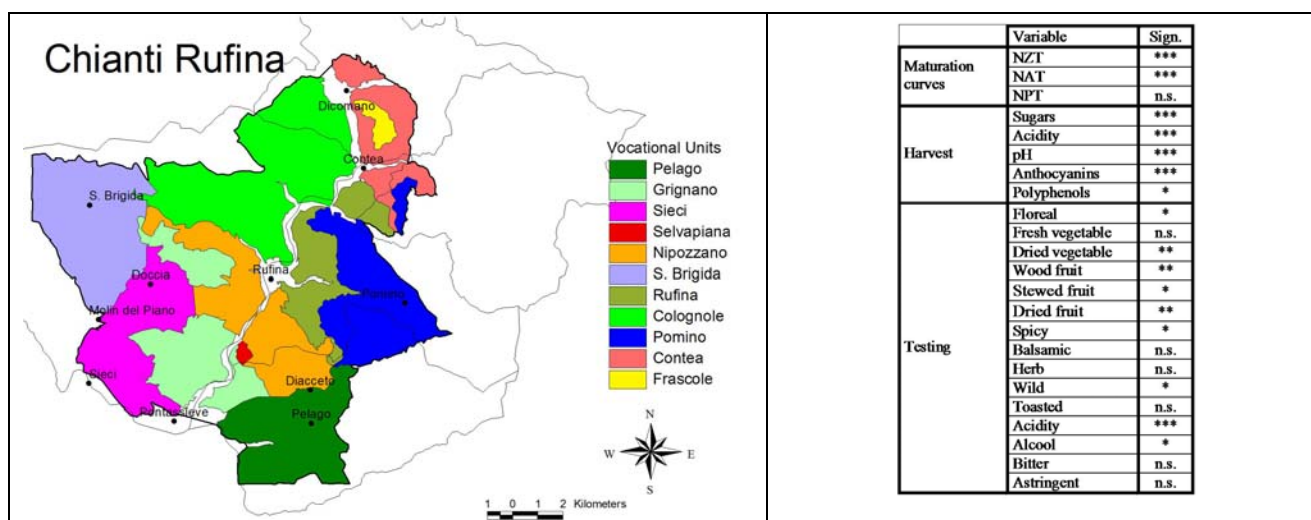 Chianti Rufina
Dicomano
Contea
S. Brigida
Rufina
Doccia
Pomino
Molin del Piano
Sieci
Diacceto
Pontassieve
Pelago
Vocational Units
Pelago
Grignano
Sieci
Selvapiana
Nipozzano
S. Brigida
Rufina
Colognole
Pomino
Contea
Frascole
N
W E
S
1 0 1 2 Kilometers
Variable Sign.
Maturation curves
NZT ***
NAT ***
NPT n.s.
Harvest
Sugars ***
Acidity ***
pH ***
Anthocyanins ***
Polyphenols *
Testing
Floreal *
Fresh vegetable n.s.
Dried vegetable **
Wood fruit **
Stewed fruit *
Dried fruit **
Spicy *
Balsamic n.s.
Herb n.s.
Wild *
Toasted n.s.
Acidity ***
Alcool *
Bitter n.s.
Astringent n.s.